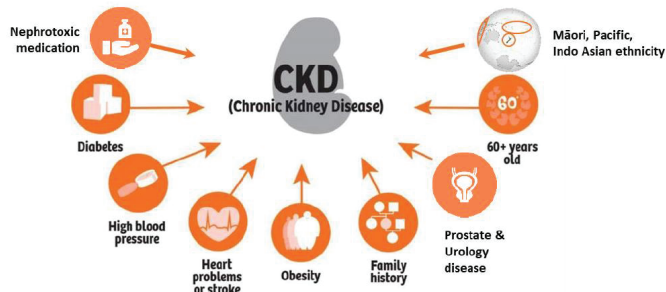 Nephrotoxic
medication
Māori, Pacific,
Indo Asian ethnicity
CKD
(Chronic Kidney Disease)
Diabetes
60
60+ years
old
High blood
pressure
Heart
problems
or stroke
Obesity
Family
history
Prostate &
Urology
disease